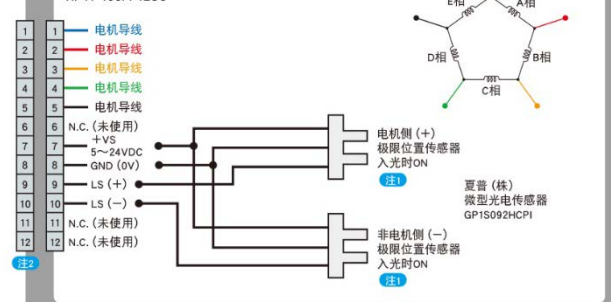 E相
A相
D相
B相
C相
1 1 电机导线
2 2 电机导线
3 3 电机导线
4 4 电机导线
5 5 电机导线
6 6 N.C.(未使用)
7 7 +VS
5~24VDC
8 8 GND (0V)
9 9 LS (+)
10 10 LS (-)
11 11 N.C.(未使用)
12 12 N.C.(未使用)
注2
电机侧 (+)
极限位置传感器
入光时ON
注1
夏普 (株)
微型光电传感器
GP1S092HCPI
非电机侧 (-)
极限位置传感器
入光时ON
注1